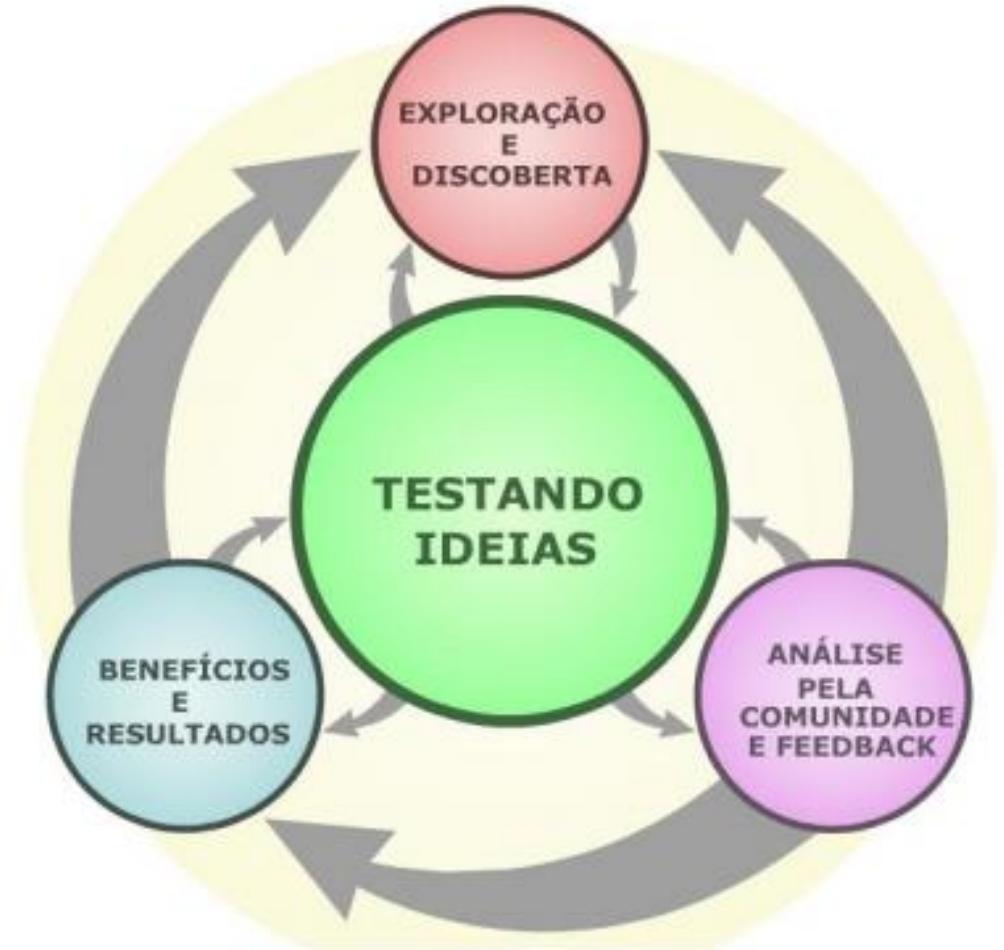 EXPLORAÇÃO
E
DISCOBERTA
TESTANDO
IDEIAS
BENEFÍCIOS
E
RESULTADOS
ANÁLISE
PELA
COMUNIDADE
E FEEDBACK